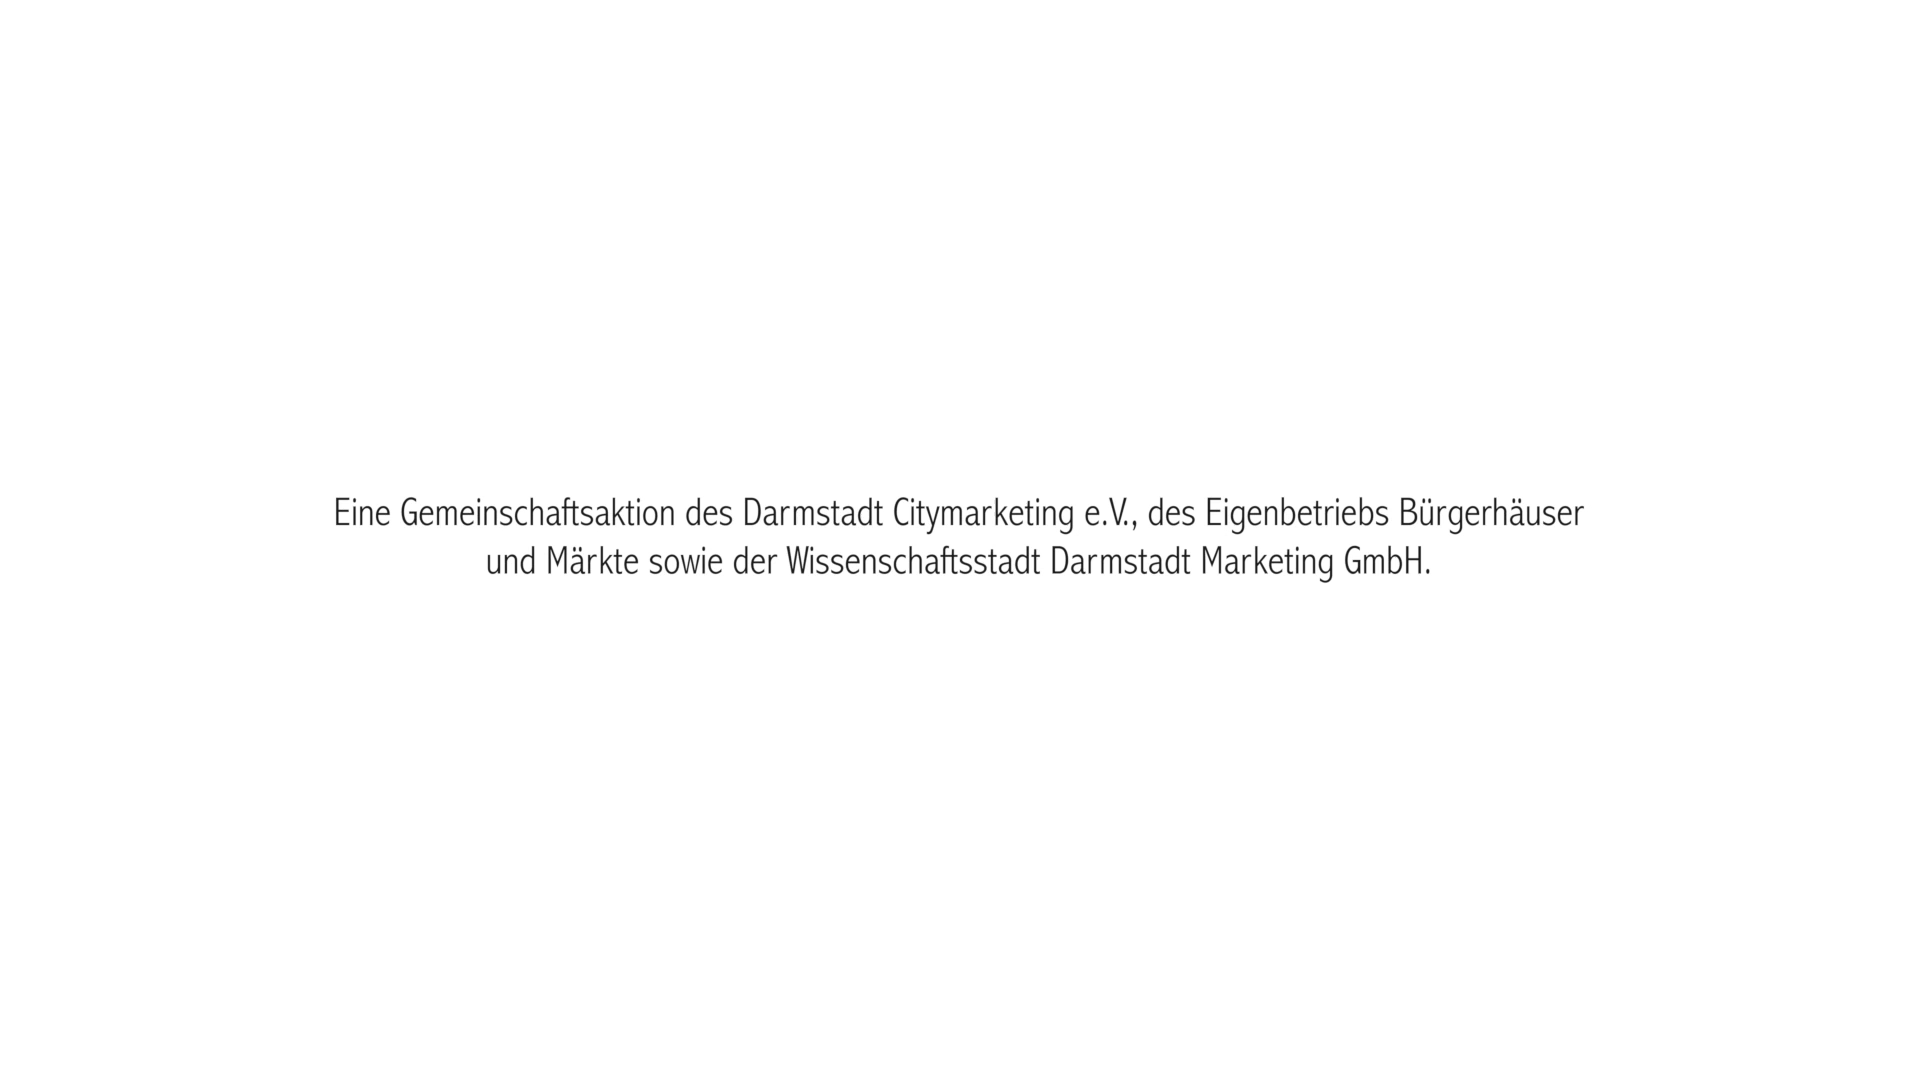 Eine Gemeinschaftsaktion des Darmstadt Citymarketing e.V., des Eigenbetriebs Bürgerhäuser
und Märkte sowie der Wissenschaftsstadt Darmstadt Marketing GmbH.